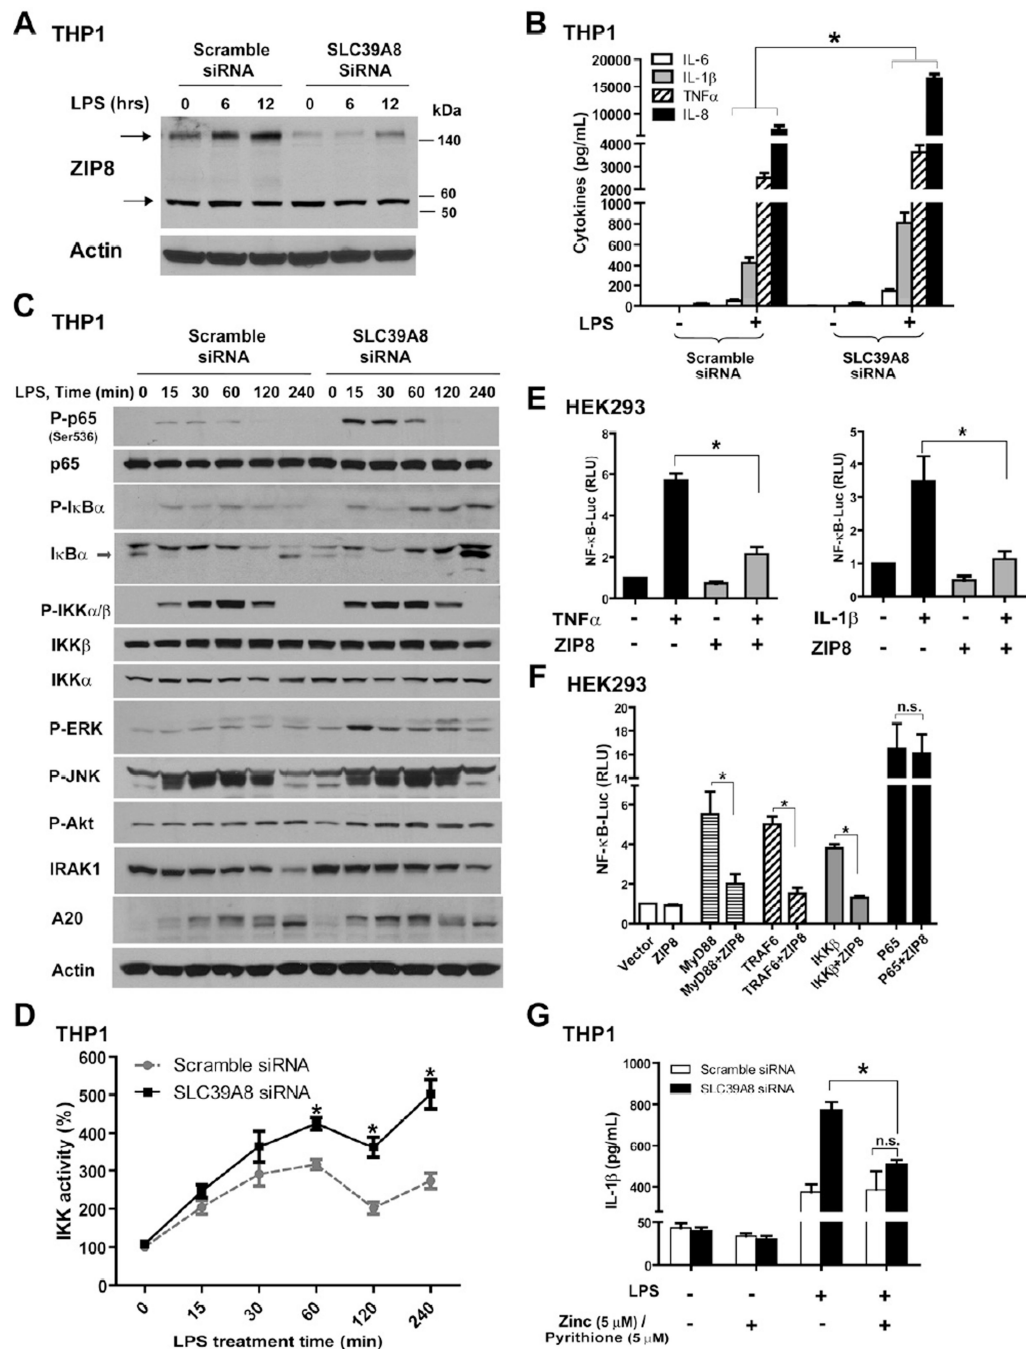 A THP1
Scramble siRNA
SLC39A8 SiRNA
LPS (hrs) 0 6 12 0 6 12 kDa
140
ZIP8
60
50
Actin
B THP1
IL-6
IL-1β
TNFα
IL-8
*
20000
15000
10000
4000
3000
2000
1000
800
600
400
200
0
Cytokines (pg/mL)
LPS - + - +
Scramble siRNA
SLC39A8 siRNA
C THP1
Scramble siRNA
SLC39A8 siRNA
LPS, Time (min) 0 15 30 60 120 240 0 15 30 60 120 240
P-p65
(Ser536)
p65
P-IκBα
IκBα
P-IKKα/β
IKKβ
IKKα
P-ERK
P-JNK
P-Akt
IRAK1
A20
Actin
D THP1
Scramble siRNA
SLC39A8 siRNA
* * *
600
500
400
300
200
100
0
IKK activity (%)
0 15 30 60 120 240
LPS treatment time (min)
E HEK293
*
8
6
4
2
0
NF-κB-Luc (RLU)
TNFα - + - +
ZIP8 - - + +
*
5
4
3
2
1
0
NF-κB-Luc (RLU)
IL-1β - + - +
ZIP8 - - + +
F HEK293
n.s.
* * *
20
18
16
14
6
4
2
0
NF-κB-Luc (RLU)
Vector ZIP8 MyD88 MyD88+ZIP8 TRAF6 TRAF6+ZIP8 IKKβ IKKβ+ZIP8 P65 P65+ZIP8
G THP1
Scramble siRNA
SLC39A8 siRNA
*
n.s.
1000
800
600
400
50
0
IL-1β (pg/mL)
LPS - - + +
Zinc (5 μM) / - + - +
Pyrithione (5 μM)